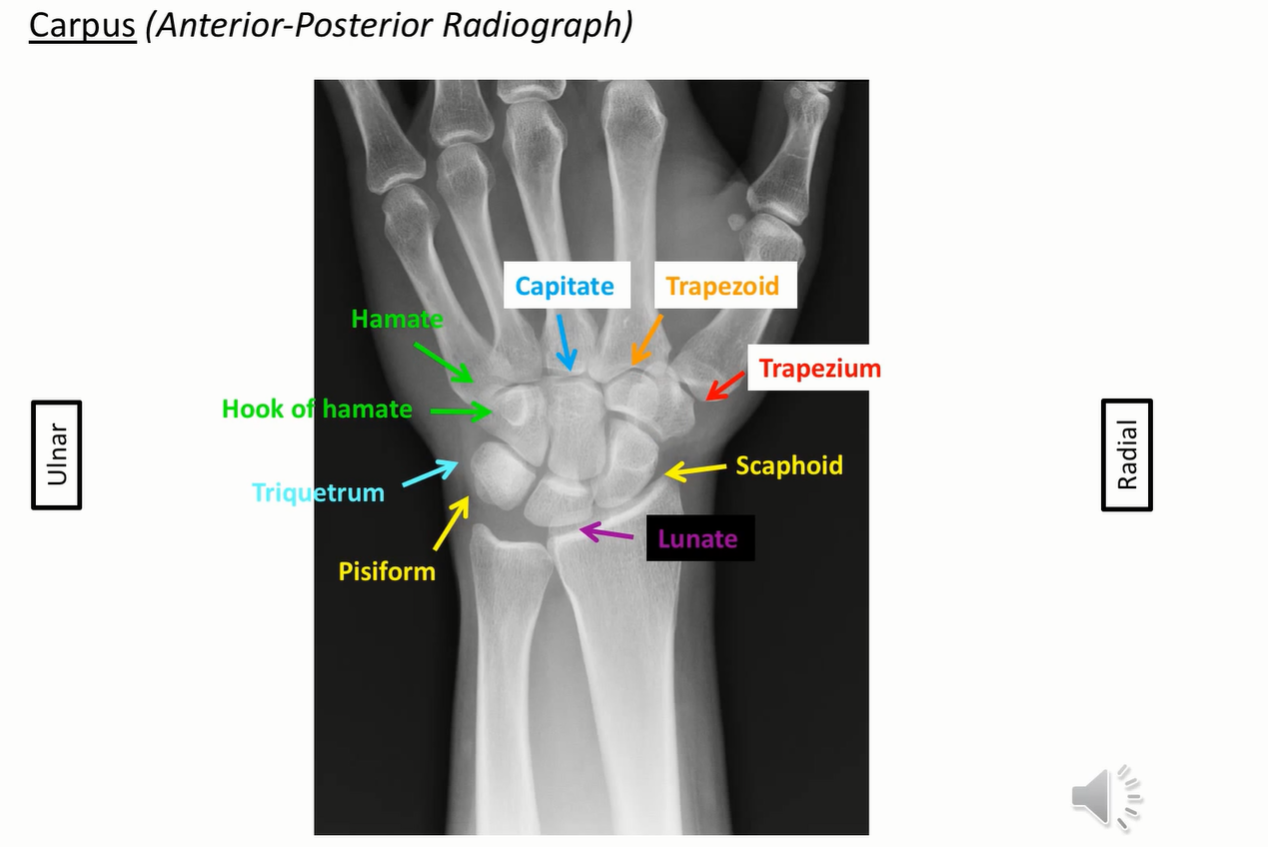 Carpus (Anterior-Posterior Radiograph)
Capitate
Trapezoid
Hamate
Trapezium
Hook of hamate
Ulnar
Radial
Scaphoid
Triquetrum
Lunate
Pisiform